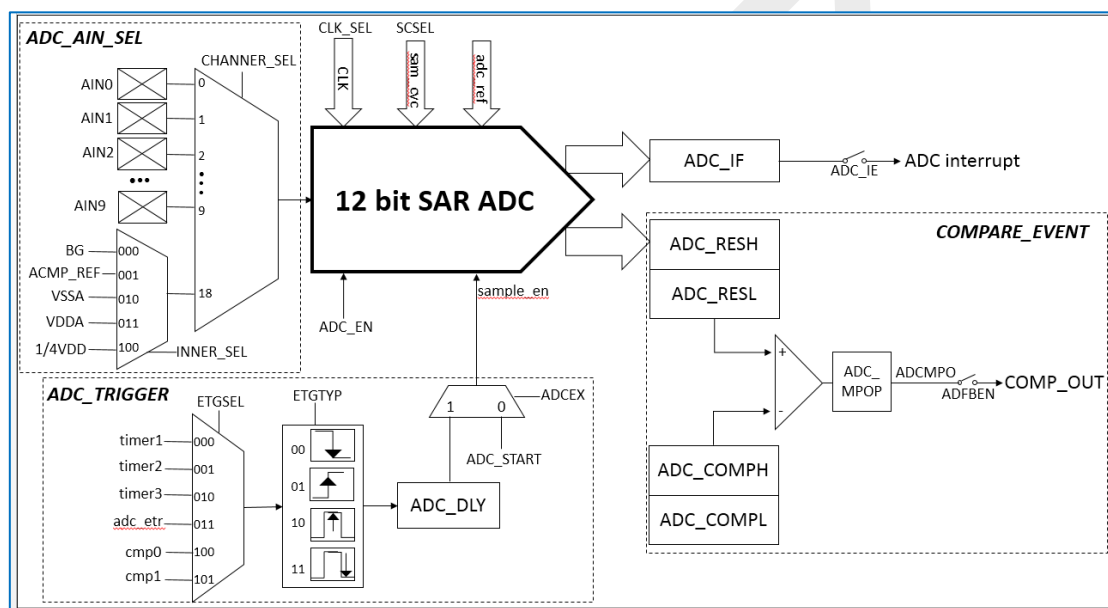 ADC_AIN_SEL
CHANNER_SEL
AIN0
0
AIN1
1
AIN2
2
•••
AIN9
9
BG
000
ACMP_REF
001
VSSA
010
VDDA
011
1/4VDD
100
18
INNER_SEL
CLK_SEL
SCSEL
CLK
sam_cyc
adc_ref
12 bit SAR ADC
ADC_EN
sample_en
ADC_IF
ADC_IE
ADC interrupt
COMPARE_EVENT
ADC_RESH
ADC_RESL
+
-
ADC_
MPOP
ADCMPO
ADFBEN
COMP_OUT
ADC_COMPH
ADC_COMPL
ADC_TRIGGER
ETGSEL
ETGTYP
timer1
000
timer2
001
timer3
010
adc_etr
011
cmp0
100
cmp1
101
00
01
10
11
ADC_DLY
1
0
ADCEX
ADC_START